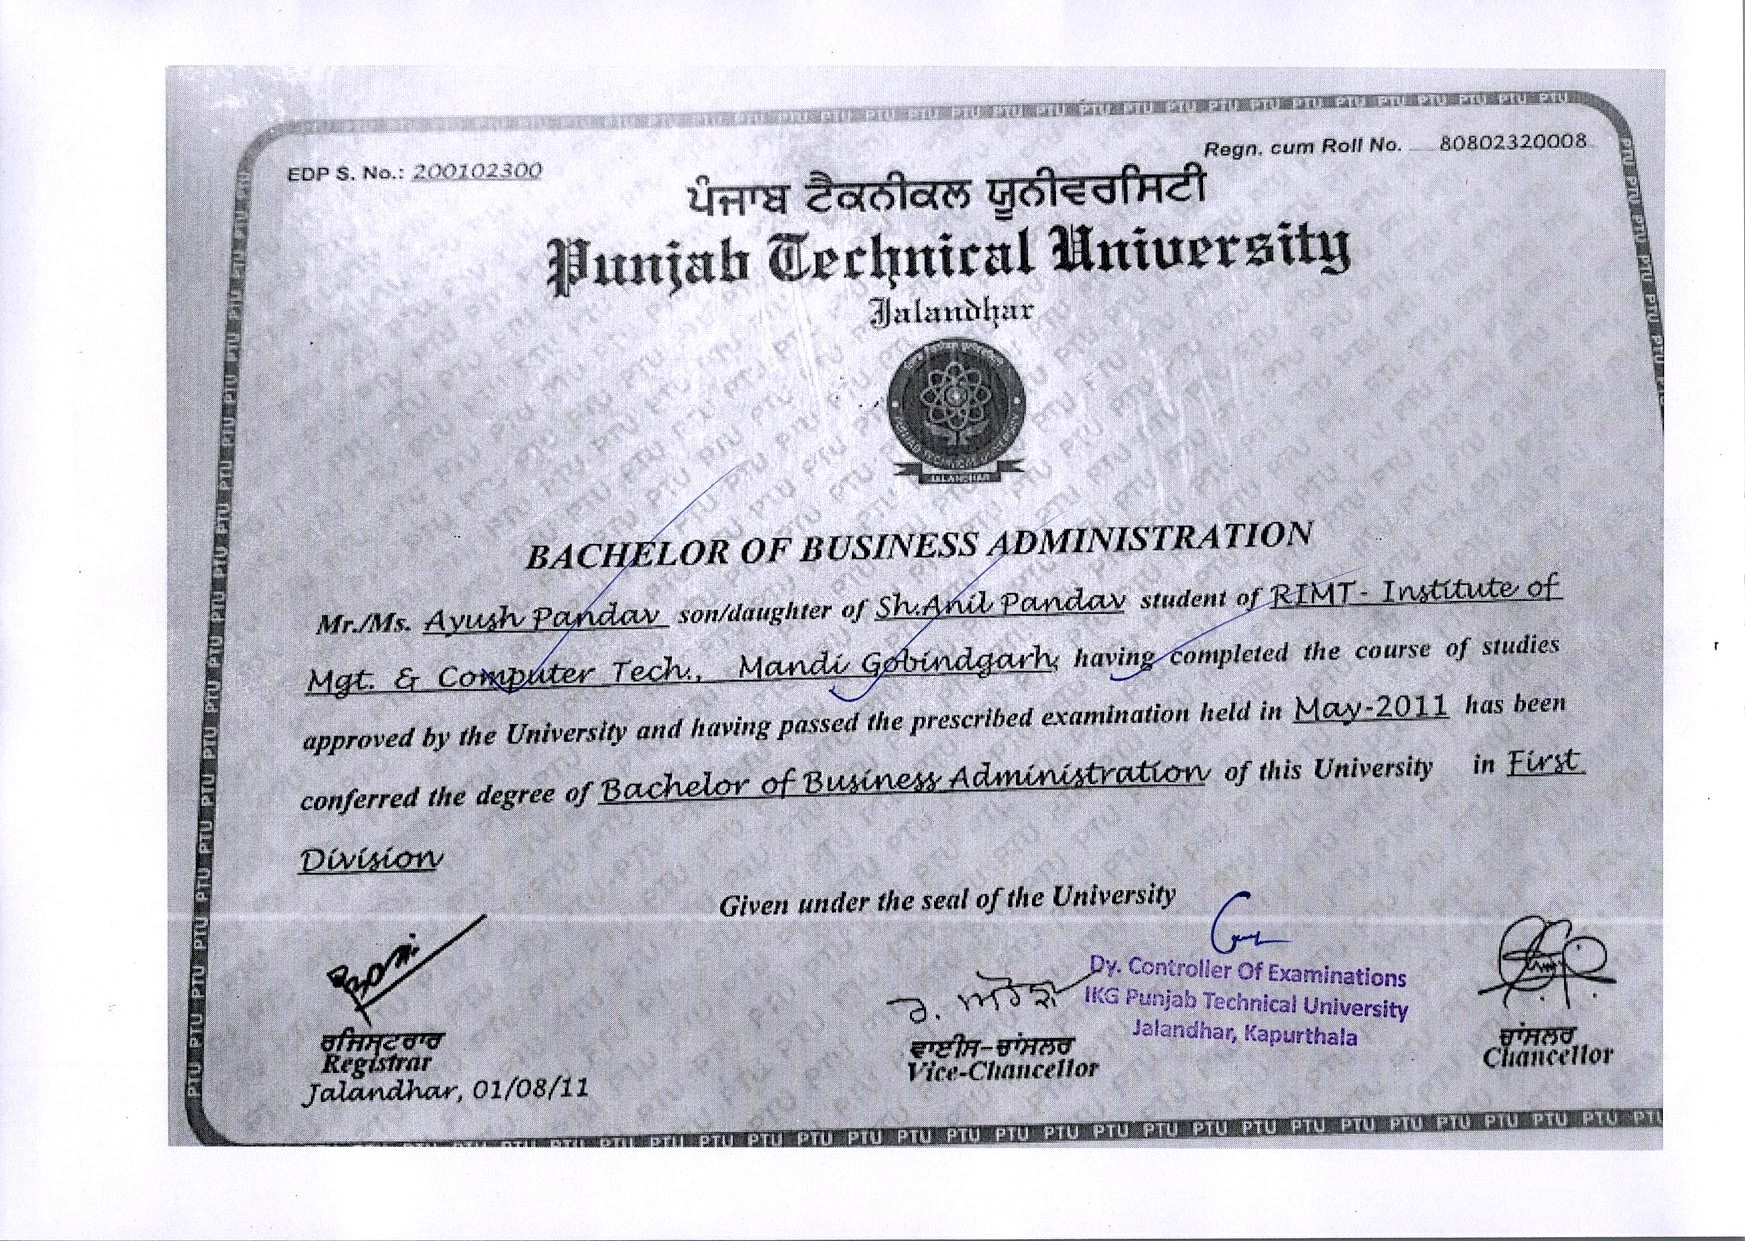 EDP S. No.: 200102300
Regn. cum Roll No. 80802320008
ਪੰਜਾਬ ਟੈਕਨੀਕਲ ਯੂਨੀਵਰਸਿਟੀ
Punjab Technical University
Jalandhar
JALANDHAR
BACHELOR OF BUSINESS ADMINISTRATION
Mr./Ms. Ayush Pandav son/daughter of Sh.Anil Pandav student of RIMT- Institute of
Mgt. & Computer Tech., Mandi Gobindgarh, having completed the course of studies
approved by the University and having passed the prescribed examination held in May-2011 has been
conferred the degree of Bachelor of Business Administration of this University in First
Division
Given under the seal of the University
Dy. Controller Of Examinations
IKG Punjab Technical University
Jalandhar, Kapurthala
ਰਜਿਸਟਰਾਰ
Registrar
Jalandhar, 01/08/11
ਵਾਈਸ-ਚਾਂਸਲਰ
Vice-Chancellor
ਚਾਂਸਲਰ
Chancellor